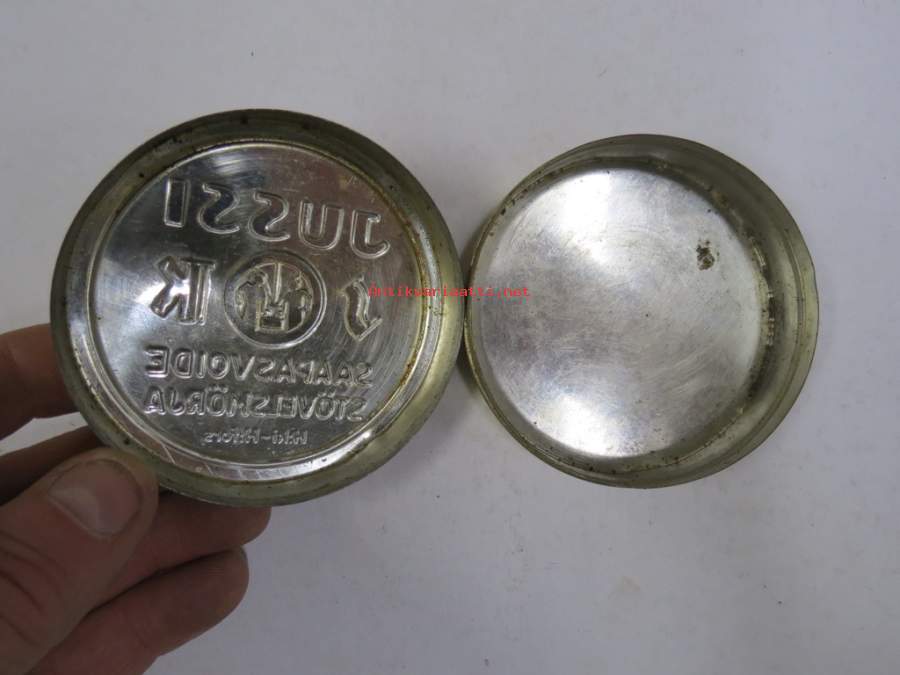 JUSSI
J K
SAAPASVOIDE
STÖVELSMÖRJA
antikvariaatti.net